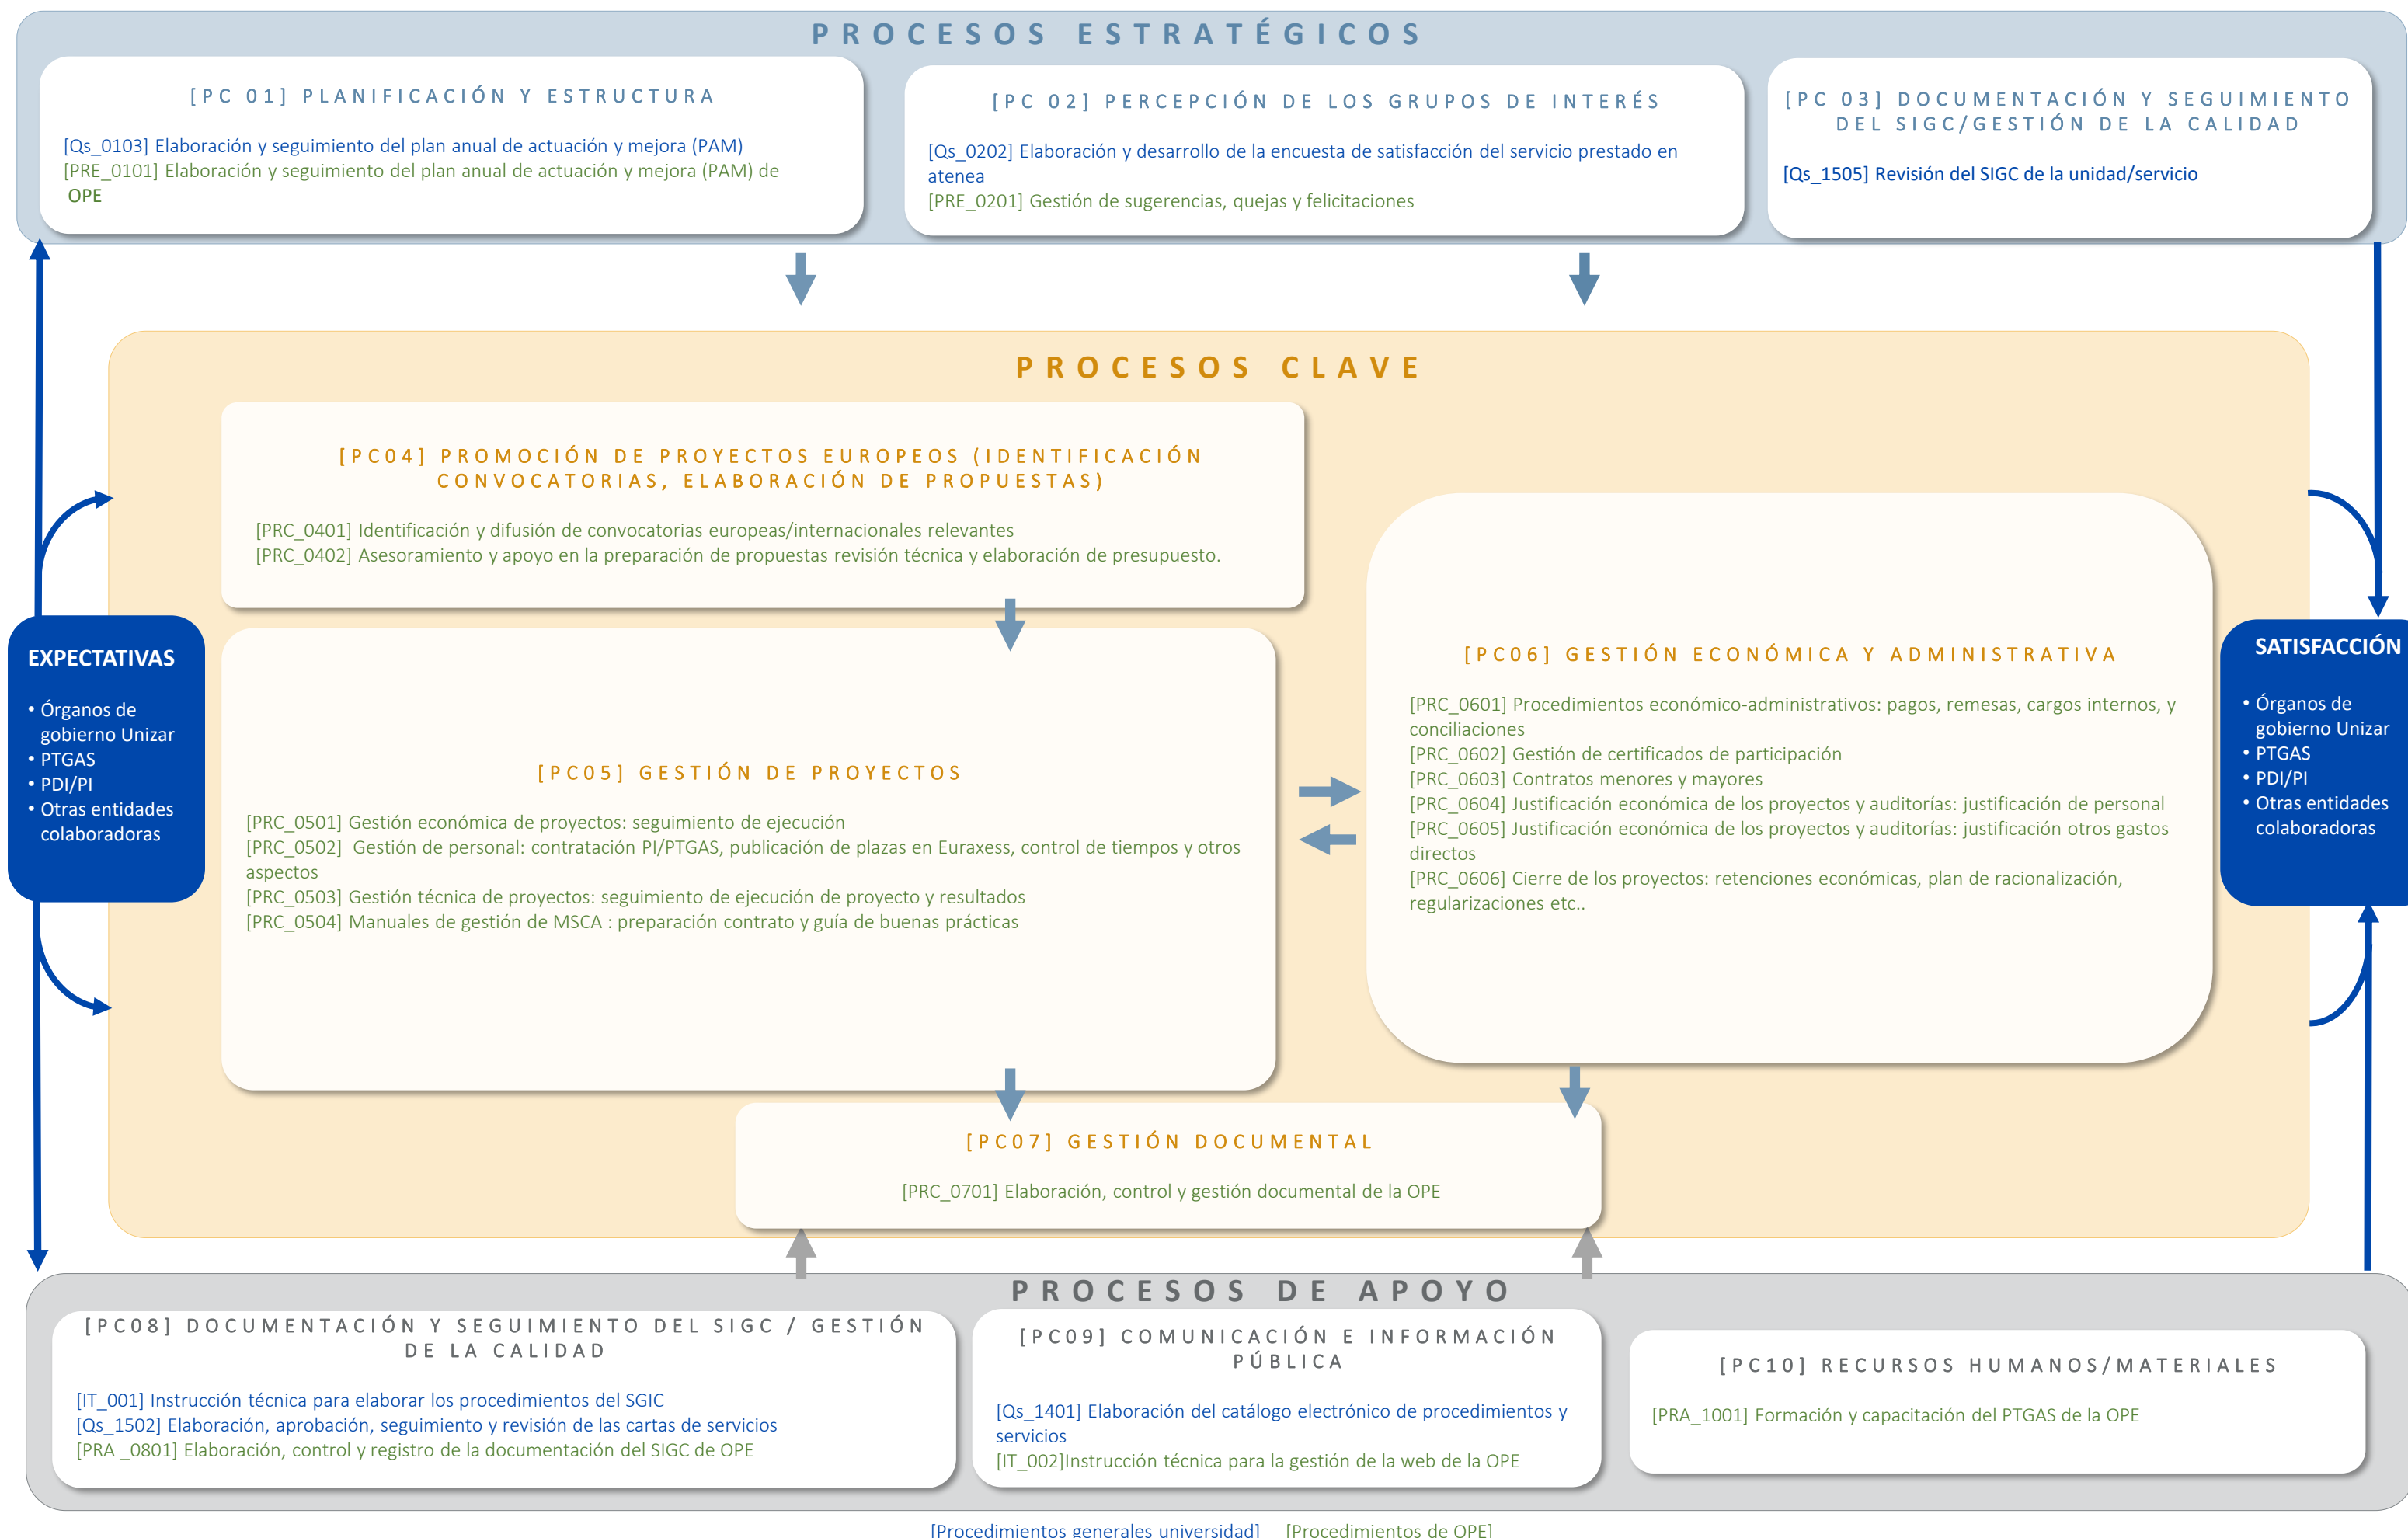 PROCESOS ESTRATÉGICOS
[PC 01] PLANIFICACIÓN Y ESTRUCTURA
[Qs_0103] Elaboración y seguimiento del plan anual de actuación y mejora (PAM)
[PRE_0101] Elaboración y seguimiento del plan anual de actuación y mejora (PAM) de
OPE
[PC 02] PERCEPCIÓN DE LOS GRUPOS DE INTERÉS
[Qs_0202] Elaboración y desarrollo de la encuesta de satisfacción del servicio prestado en
atenea
[PRE_0201] Gestión de sugerencias, quejas y felicitaciones
[PC 03] DOCUMENTACIÓN Y SEGUIMIENTO
DEL SIGC/GESTIÓN DE LA CALIDAD
[Qs_1505] Revisión del SIGC de la unidad/servicio
PROCESOS CLAVE
[PC04] PROMOCIÓN DE PROYECTOS EUROPEOS (IDENTIFICACIÓN
CONVOCATORIAS, ELABORACIÓN DE PROPUESTAS)
[PRC_0401] Identificación y difusión de convocatorias europeas/internacionales relevantes
[PRC_0402] Asesoramiento y apoyo en la preparación de propuestas revisión técnica y elaboración de presupuesto.
EXPECTATIVAS
• Órganos de
gobierno Unizar
• PTGAS
• PDI/PI
• Otras entidades
colaboradoras
[PC05] GESTIÓN DE PROYECTOS
[PRC_0501] Gestión económica de proyectos: seguimiento de ejecución
[PRC_0502]  Gestión de personal: contratación PI/PTGAS, publicación de plazas en Euraxess, control de tiempos y otros
aspectos
[PRC_0503] Gestión técnica de proyectos: seguimiento de ejecución de proyecto y resultados
[PRC_0504] Manuales de gestión de MSCA : preparación contrato y guía de buenas prácticas
[PC06] GESTIÓN ECONÓMICA Y ADMINISTRATIVA
[PRC_0601] Procedimientos económico-administrativos: pagos, remesas, cargos internos, y
conciliaciones
[PRC_0602] Gestión de certificados de participación
[PRC_0603] Contratos menores y mayores
[PRC_0604] Justificación económica de los proyectos y auditorías: justificación de personal
[PRC_0605] Justificación económica de los proyectos y auditorías: justificación otros gastos
directos
[PRC_0606] Cierre de los proyectos: retenciones económicas, plan de racionalización,
regularizaciones etc..
SATISFACCIÓN
• Órganos de
gobierno Unizar
• PTGAS
• PDI/PI
• Otras entidades
colaboradoras
[PC07] GESTIÓN DOCUMENTAL
[PRC_0701] Elaboración, control y gestión documental de la OPE
PROCESOS DE APOYO
[PC08] DOCUMENTACIÓN Y SEGUIMIENTO DEL SIGC / GESTIÓN
DE LA CALIDAD
[IT_001] Instrucción técnica para elaborar los procedimientos del SGIC
[Qs_1502] Elaboración, aprobación, seguimiento y revisión de las cartas de servicios
[PRA _0801] Elaboración, control y registro de la documentación del SIGC de OPE
[PC09] COMUNICACIÓN E INFORMACIÓN
PÚBLICA
[Qs_1401] Elaboración del catálogo electrónico de procedimientos y
servicios
[IT_002]Instrucción técnica para la gestión de la web de la OPE
[PC10] RECURSOS HUMANOS/MATERIALES
[PRA_1001] Formación y capacitación del PTGAS de la OPE
[Procedimientos generales universidad] [Procedimientos de OPE]